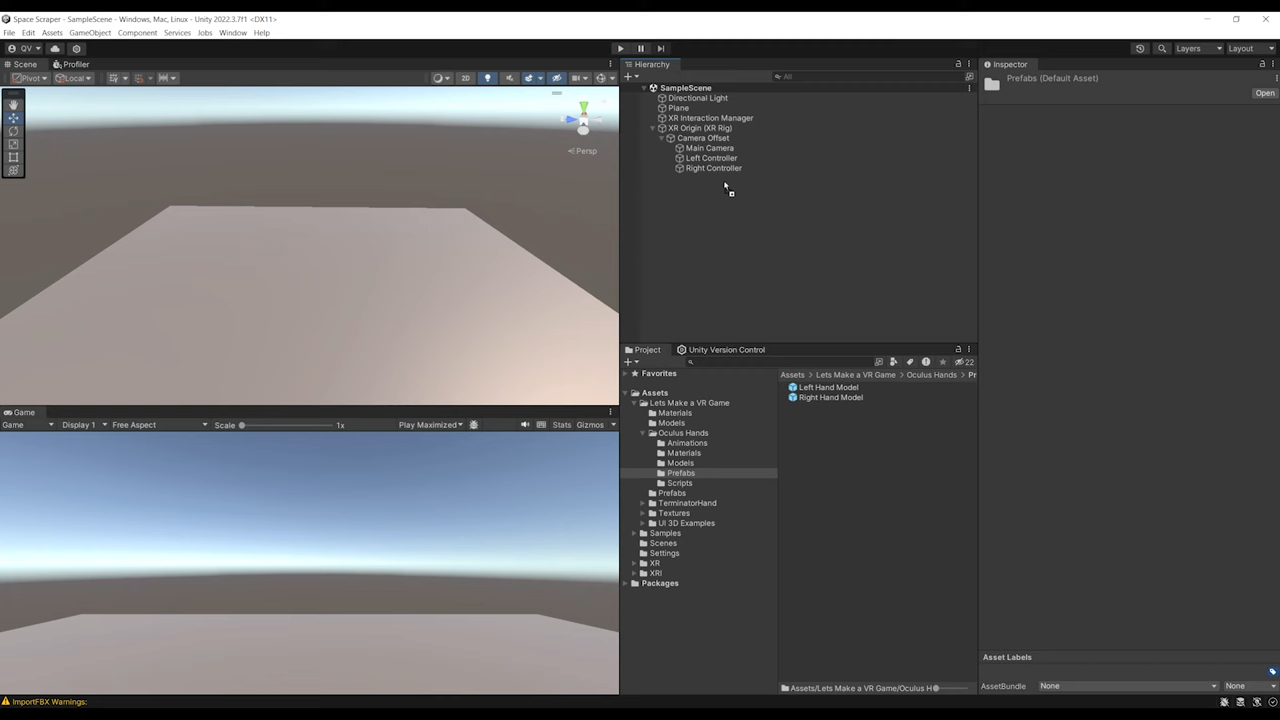 Space Scraper - SampleScene - Windows, Mac, Linux - Unity 2022.3.7f1 <DX11>
File Edit Assets GameObject Component Services Jobs Window Help
QV Layers Layout
Scene Profiler
Pivot Local 2D
Persp
Hierarchy
All
SampleScene
Directional Light
Plane
XR Interaction Manager
XR Origin (XR Rig)
Camera Offset
Main Camera
Left Controller
Right Controller
Inspector
Prefabs (Default Asset)
Open
Game
Game Display 1 Free Aspect Scale 1x Play Maximized Stats Gizmos
Project Unity Version Control
22
Favorites
Assets
Lets Make a VR Game
Materials
Models
Oculus Hands
Animations
Materials
Models
Prefabs
Scripts
Prefabs
TerminatorHand
Textures
UI 3D Examples
Samples
Scenes
Settings
XR
XRI
Packages
Assets > Lets Make a VR Game > Oculus Hands > Pr
Left Hand Model
Right Hand Model
Assets/Lets Make a VR Game/Oculus H
Asset Labels
AssetBundle None None
ImportFBX Warnings: